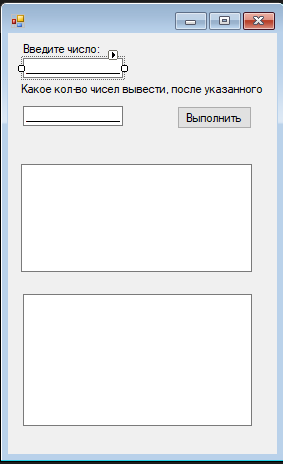 Введите число:
Какое кол-во чисел вывести, после указанного
Выполнить